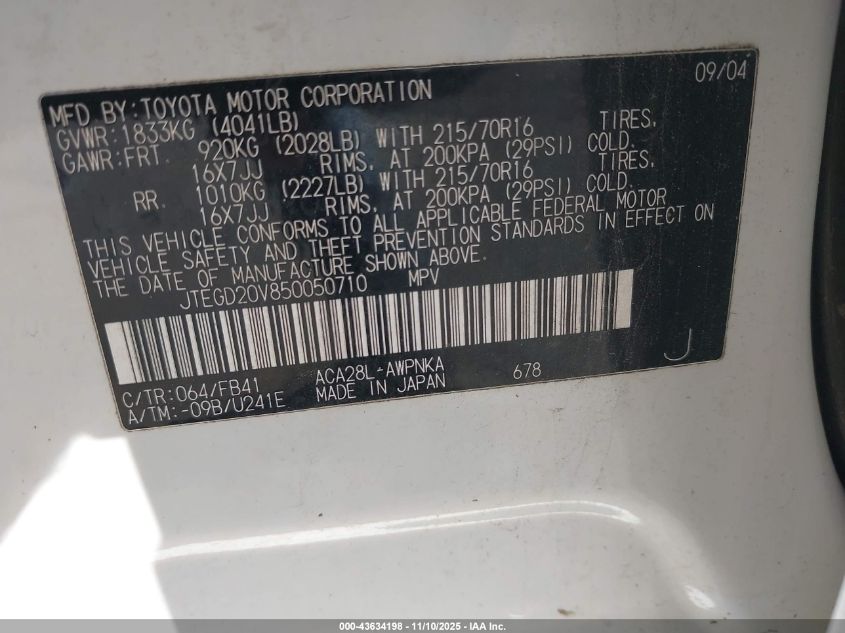 09/04
MFD BY: TOYOTA MOTOR CORPORATION
GVWR: 1833KG (4041LB)
GAWR: FRT. 920KG (2028LB) WITH 215/70R16 TIRES,
16X7JJ RIMS, AT 200KPA (29PSI) COLD.
RR. 1010KG (2227LB) WITH 215/70R16 TIRES,
16X7JJ RIMS, AT 200KPA (29PSI) COLD.
THIS VEHICLE CONFORMS TO ALL APPLICABLE FEDERAL MOTOR
VEHICLE SAFETY AND THEFT PREVENTION STANDARDS IN EFFECT ON
THE DATE OF MANUFACTURE SHOWN ABOVE.
JTEGD20V850050710 MPV
C/TR: 064/FB41 ACA28L-AWPNKA 678 J
A/TM: -09B/U241E MADE IN JAPAN
000-43634198 - 11/10/2025 - IAA Inc.